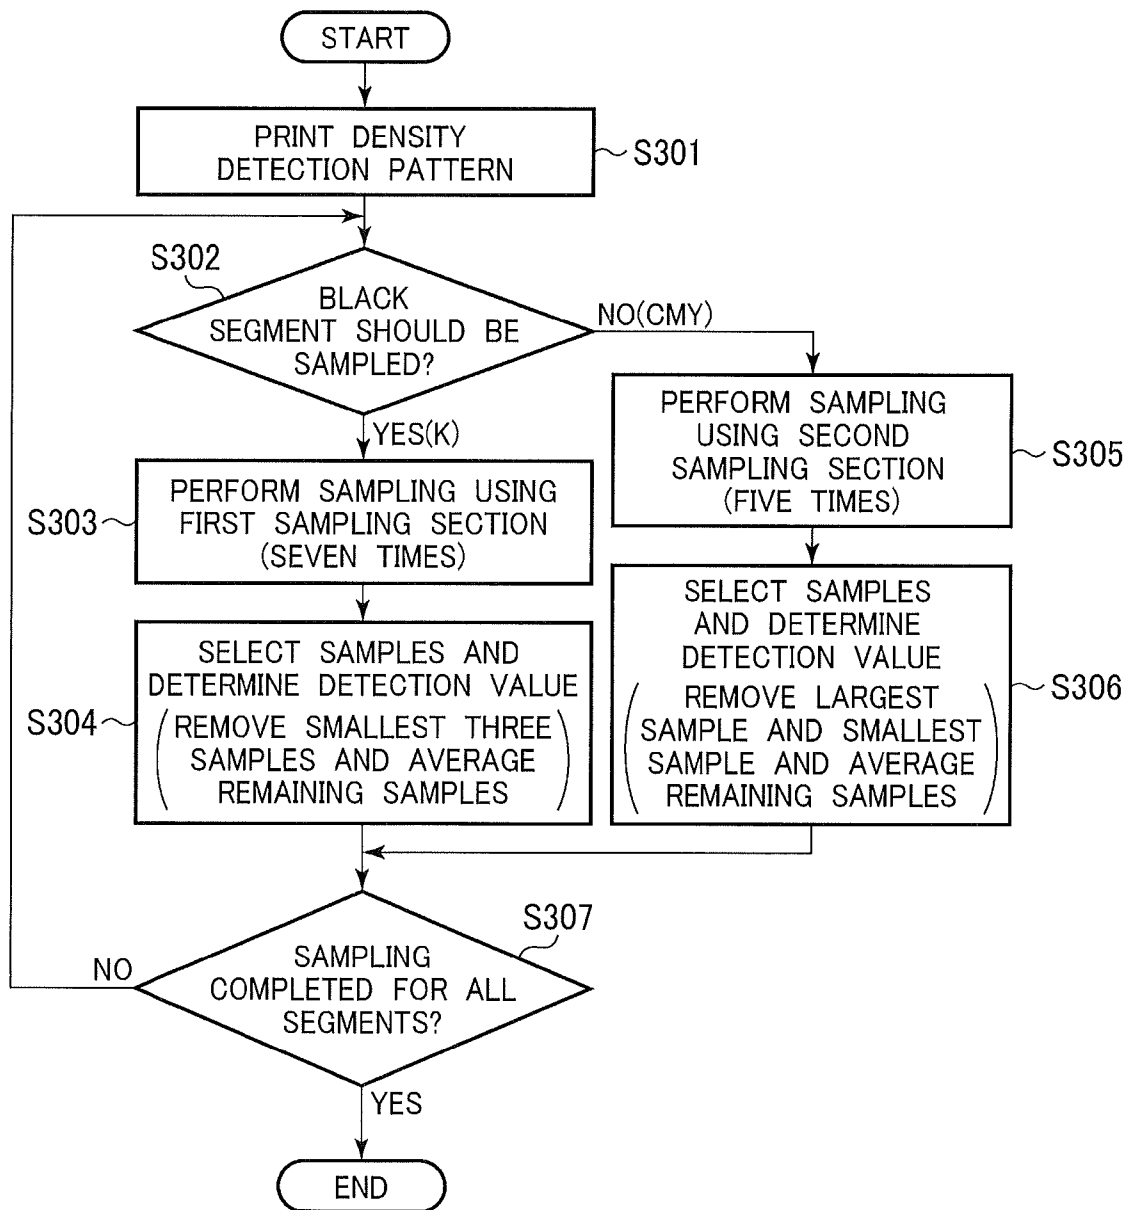 START
PRINT DENSITY
DETECTION PATTERN
S301
S302
BLACK
SEGMENT SHOULD BE
SAMPLED?
NO(CMY)
YES(K)
PERFORM SAMPLING USING
FIRST SAMPLING SECTION
(SEVEN TIMES)
S303
PERFORM SAMPLING
USING SECOND
SAMPLING SECTION
(FIVE TIMES)
S305
SELECT SAMPLES AND
DETERMINE DETECTION VALUE
REMOVE SMALLEST THREE
SAMPLES AND AVERAGE
REMAINING SAMPLES
S304
SELECT SAMPLES
AND DETERMINE
DETECTION VALUE
REMOVE LARGEST
SAMPLE AND SMALLEST
SAMPLE AND AVERAGE
REMAINING SAMPLES
S306
S307
SAMPLING
COMPLETED FOR ALL
SEGMENTS?
NO
YES
END